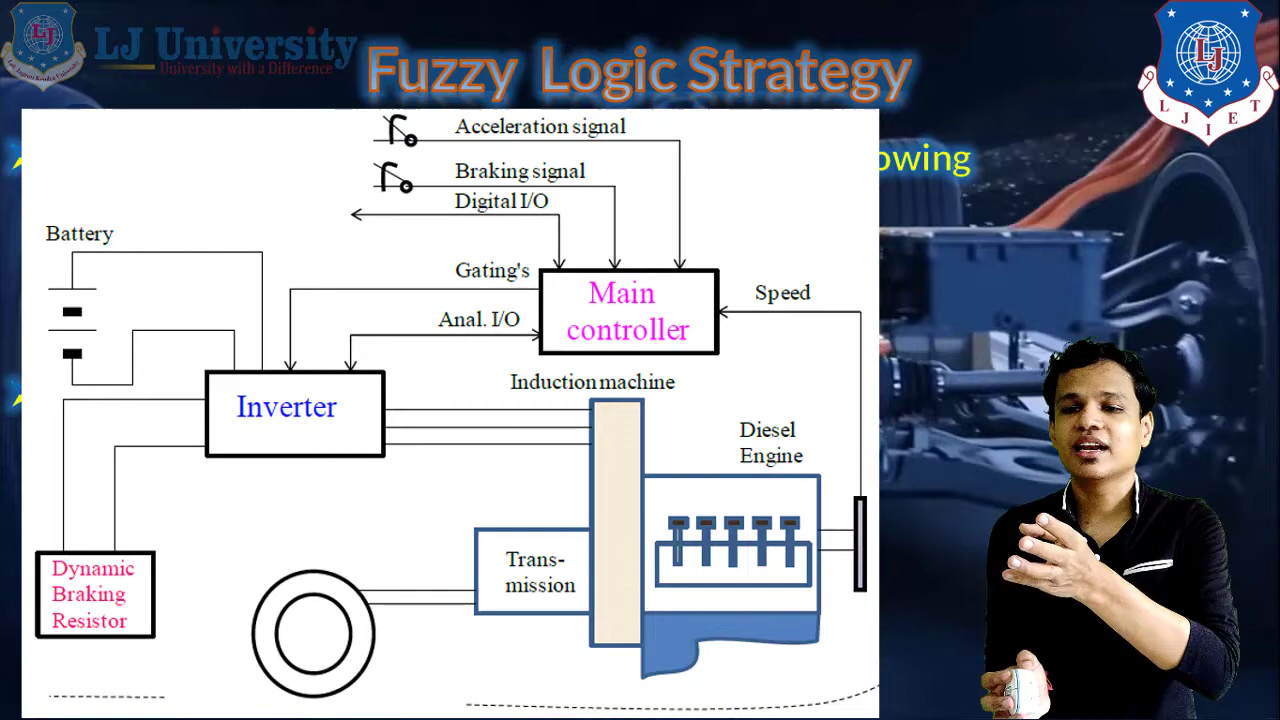 LJ University
University with a Difference
Fuzzy Logic Strategy
LJ
L J I E T
owing
Acceleration signal
Braking signal
Digital I/O
Battery
Gating's
Anal. I/O
Main
controller
Speed
Inverter
Induction machine
Diesel
Engine
Trans-
mission
Dynamic
Braking
Resistor